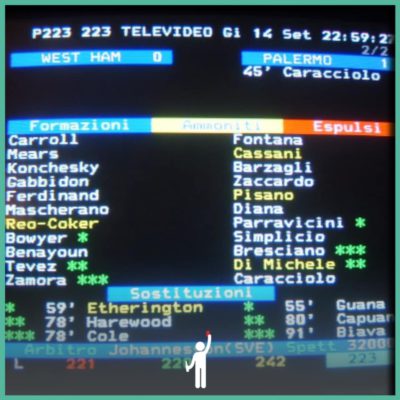 P223 223 TELEVIDEO Gi 14 Set 22:59:27
2/2
WEST HAM 0 PALERMO 1
45' Caracciolo
Formazioni Ammoniti Espulsi
Carroll Fontana
Mears Cassani
Konchesky Barzagli
Gabbidon Zaccardo
Ferdinand Pisano
Mascherano Diana
Reo-Coker Parravicini *
Bowyer * Simplicio
Benayoun Bresciano ***
Tevez ** Di Michele **
Zamora *** Caracciolo
Sostituzioni
* 59' Etherington * 55' Guana
** 78' Harewood ** 80' Capuan
*** 78' Cole *** 91' Biava
Arbitro Johannesson(SVE) Spett 32000
L 221 242 223